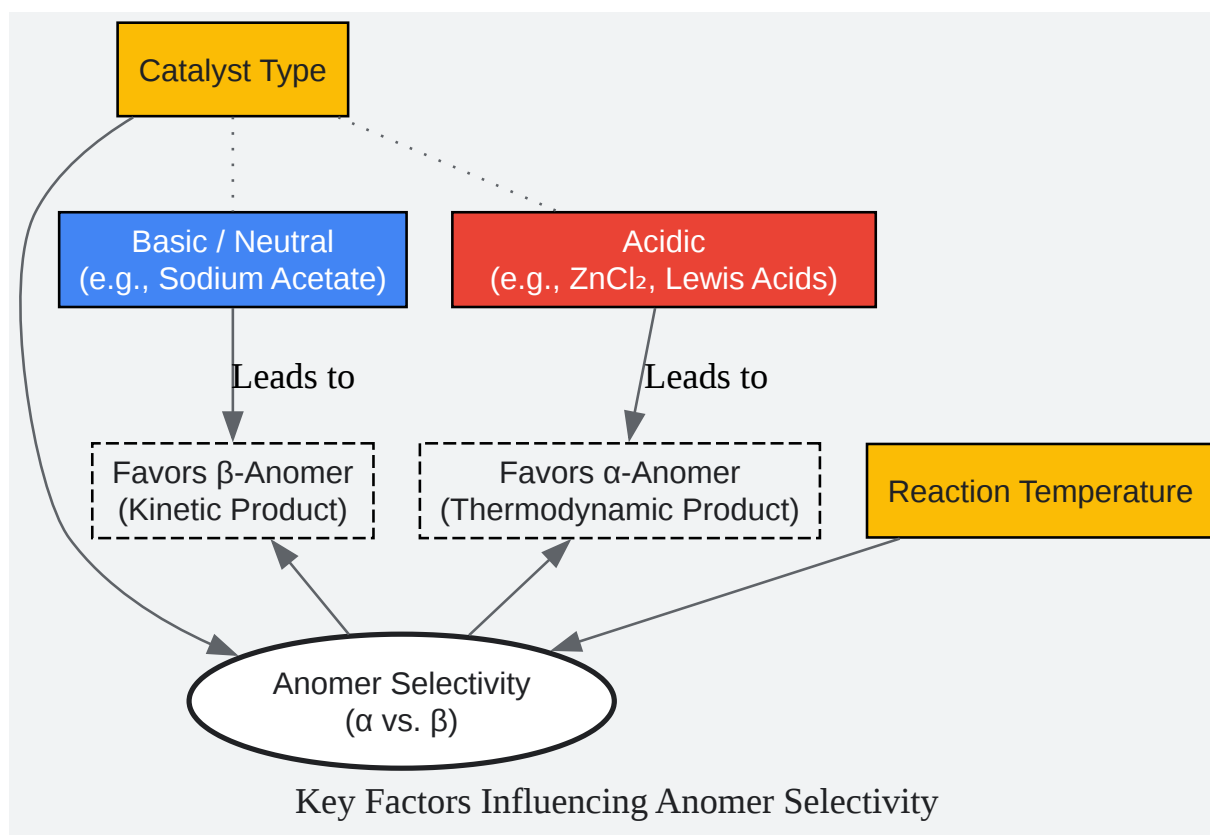 Catalyst Type
Basic / Neutral
(e.g., Sodium Acetate)
Acidic
(e.g., ZnCl₂, Lewis Acids)
Leads to
Leads to
Favors β-Anomer
(Kinetic Product)
Favors α-Anomer
(Thermodynamic Product)
Reaction Temperature
Anomer Selectivity
(α vs. β)
Key Factors Influencing Anomer Selectivity